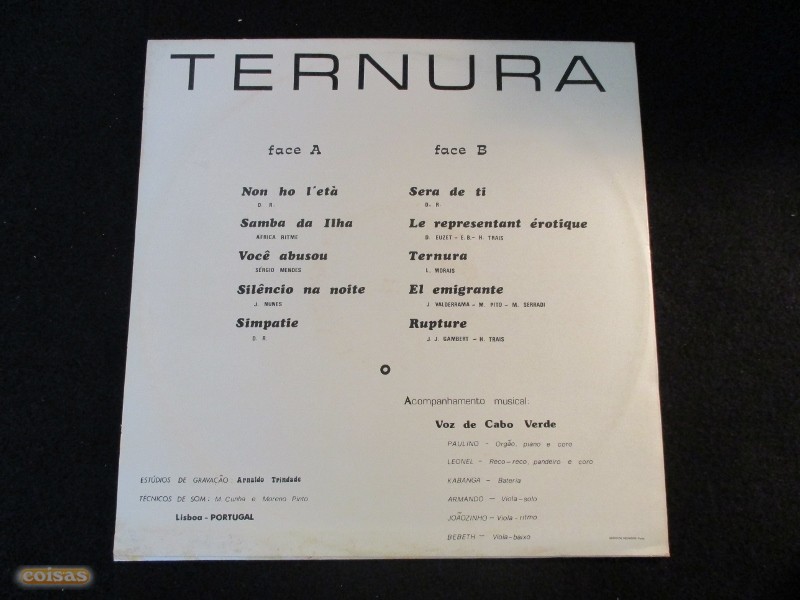 TERNURA
face A
Non ho l'età
D. R.
Samba da Ilha
AFRICA RITMO
Você abusou
SÉRGIO MENDES
Silêncio na noite
J. NUNES
Simpatie
D. R
face B
Sera de ti
D. R.
Le representant érotique
B. EUZET - E. B. - H. TRAIS
Ternura
L. MORAIS
El emigrante
J. VALDERRAMA - M. PITO - M. SERRADI
Rupture
J. J. GAMBERT - H. TRAIS
Acompanhamento musical:
Voz de Cabo Verde
PAULINO - Orgão, piano e coro
LEONEL - Reco-reco, pandeiro e coro
KABANGA - Bateria
ARMANDO - Viola-solo
JOÃOZINHO - Viola-ritmo
BEBETH - Viola-baixo
ESTÚDIOS DE GRAVAÇÃO: Arnaldo Trindade
TECNICOS DE SOM: M. Cunha e Moreno Pinto
Lisboa - PORTUGAL
coisas